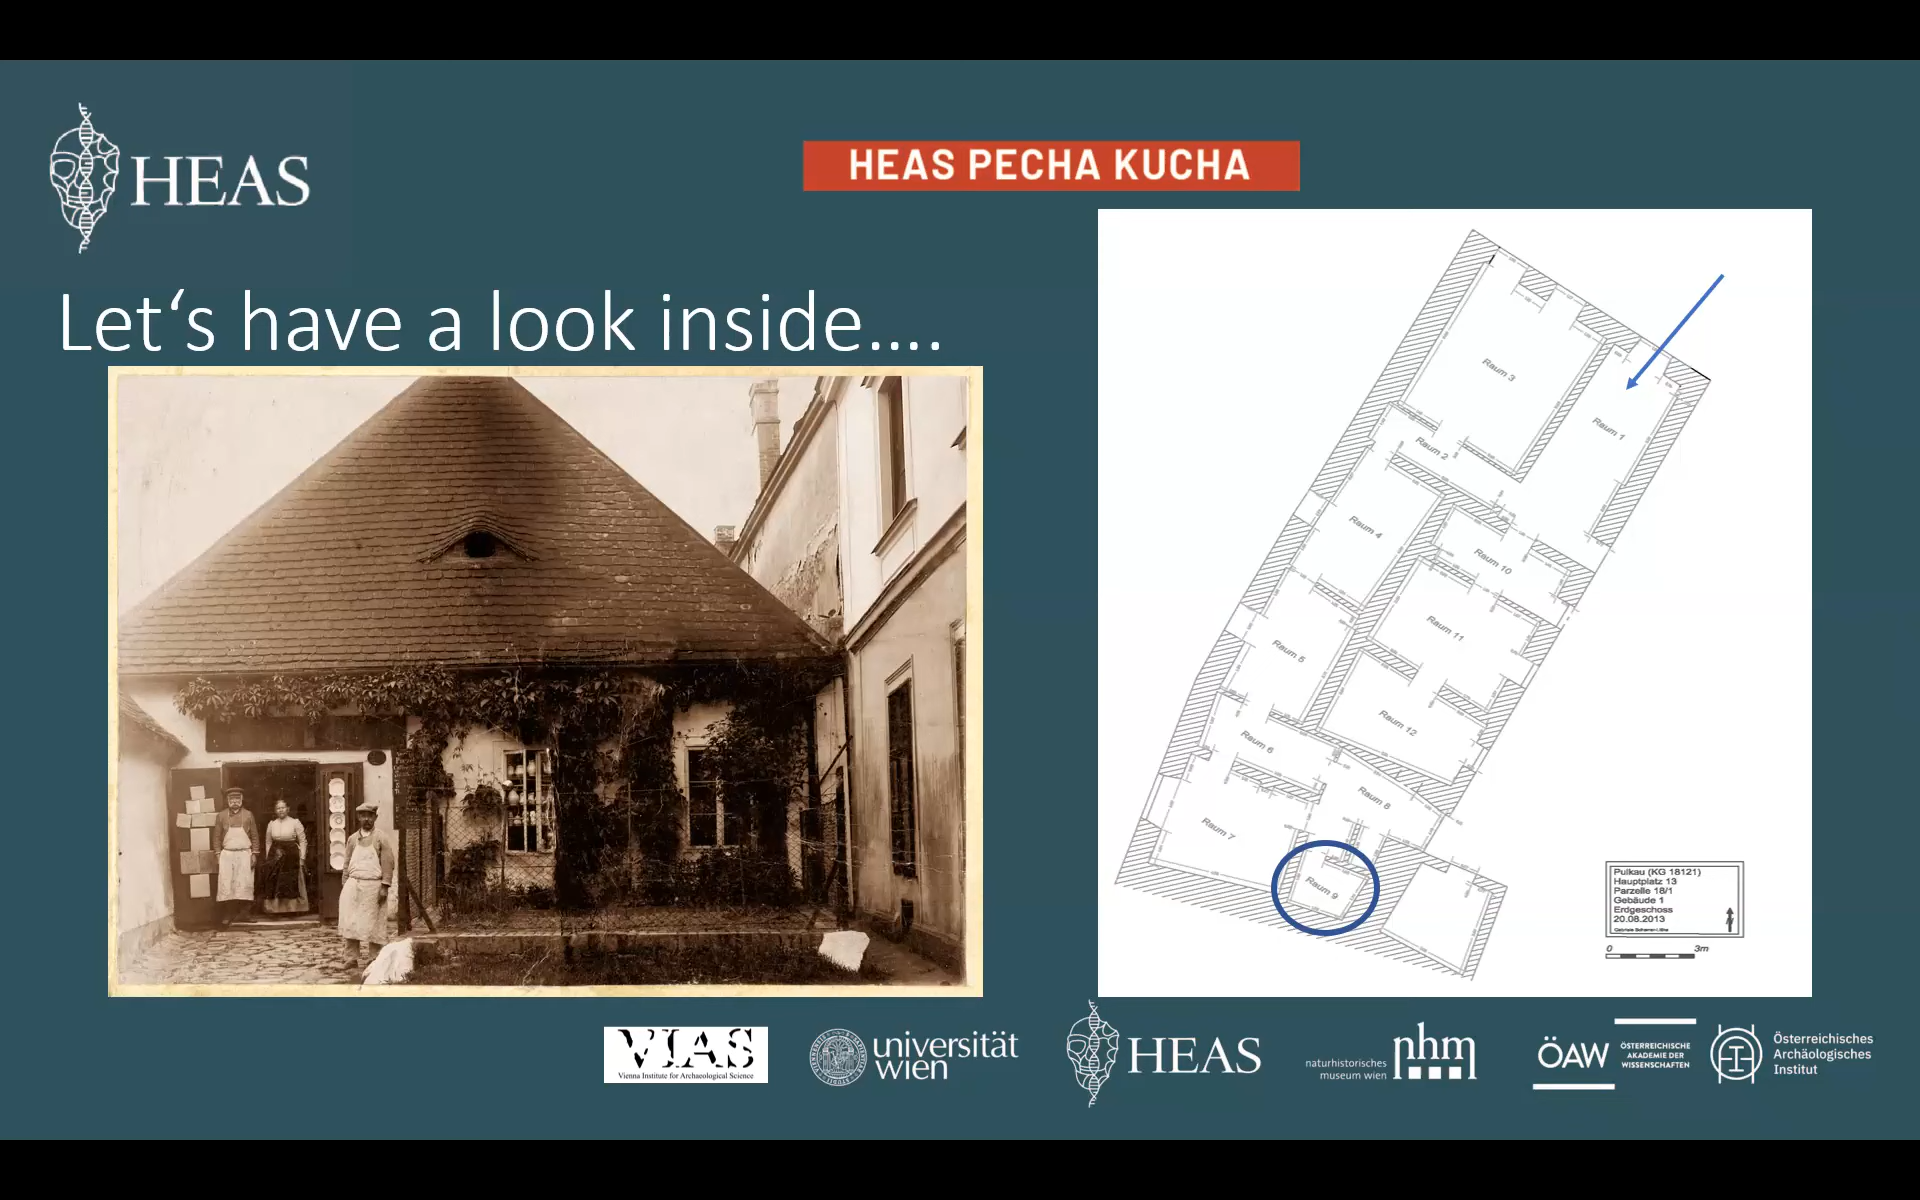 HEAS
HEAS PECHA KUCHA
Let‘s have a look inside....
Raum 3
Raum 1
Raum 2
Raum 4
Raum 10
Raum 11
Raum 5
Raum 12
Raum 6
Raum 8
Raum 7
Raum 9
Pulkau (KG 18121)
Hauptplatz 13
Parzelle 18/1
Gebäude 1
Erdgeschoss
20.08.2013
0 3m
VIAS
Vienna Institute for Archaeological Science
universität
wien
HEAS
naturhistorisches
museum wien
nhm
ÖAW
ÖSTERREICHISCHE
AKADEMIE DER
WISSENSCHAFTEN
Österreichisches
Archäologisches
Institut